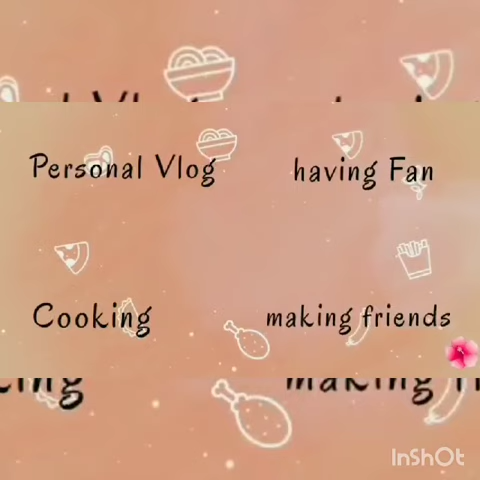 Personal Vlog
having Fan
Cooking
making friends
InShOt